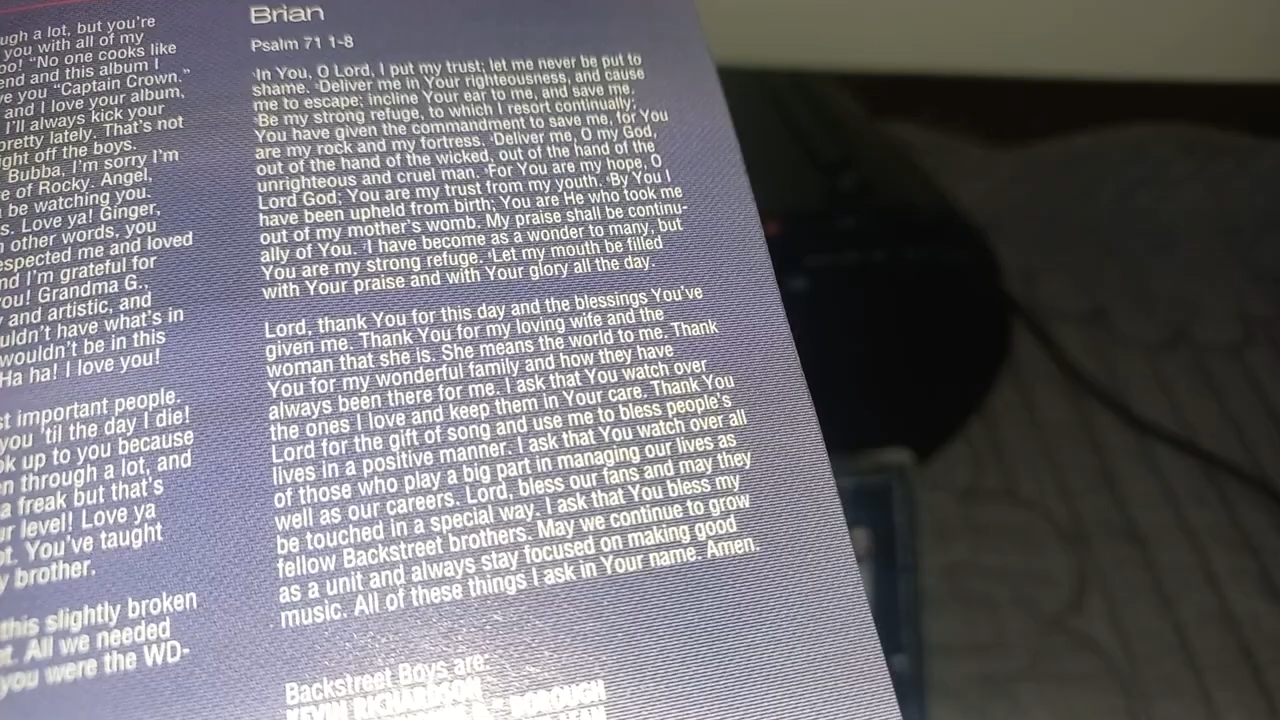 ugh a lot, but you're
you with all of my
oo! "No one cooks like
end and this album I
ve you "Captain Crown."
and I love your album,
I'll always kick your
pretty lately. That's not
ight off the boys.
Bubba, I'm sorry I'm
e of Rocky. Angel,
be watching you.
s. Love ya! Ginger,
n other words, you
espected me and loved
nd I'm grateful for
ou! Grandma G.,
y and artistic, and
uldn't have what's in
wouldn't be in this
Ha ha! I love you!
st important people.
you 'til the day I die!
ok up to you because
n through a lot, and
a freak but that's
ur level! Love ya
ot. You've taught
y brother.
this slightly broken
t. All we needed
you were the WD-
Brian
Psalm 71 1-8
In You, O Lord, I put my trust; let me never be put to
shame. Deliver me in Your righteousness, and cause
me to escape; incline Your ear to me, and save me.
Be my strong refuge, to which I resort continually;
You have given the commandment to save me, for You
are my rock and my fortress. Deliver me, O my God,
out of the hand of the wicked, out of the hand of the
unrighteous and cruel man. For You are my hope, O
Lord God; You are my trust from my youth. By You I
have been upheld from birth; You are He who took me
out of my mother's womb. My praise shall be continu-
ally of You. I have become as a wonder to many, but
You are my strong refuge. Let my mouth be filled
with Your praise and with Your glory all the day.
Lord, thank You for this day and the blessings You've
given me. Thank You for my loving wife and the
woman that she is. She means the world to me. Thank
You for my wonderful family and how they have
always been there for me. I ask that You watch over
the ones I love and keep them in Your care. Thank You
Lord for the gift of song and use me to bless people's
lives in a positive manner. I ask that You watch over all
of those who play a big part in managing our lives as
well as our careers. Lord, bless our fans and may they
be touched in a special way. I ask that You bless my
fellow Backstreet brothers. May we continue to grow
as a unit and always stay focused on making good
music. All of these things I ask in Your name. Amen.
Backstreet Boys are:
KEVIN RICHARDSON